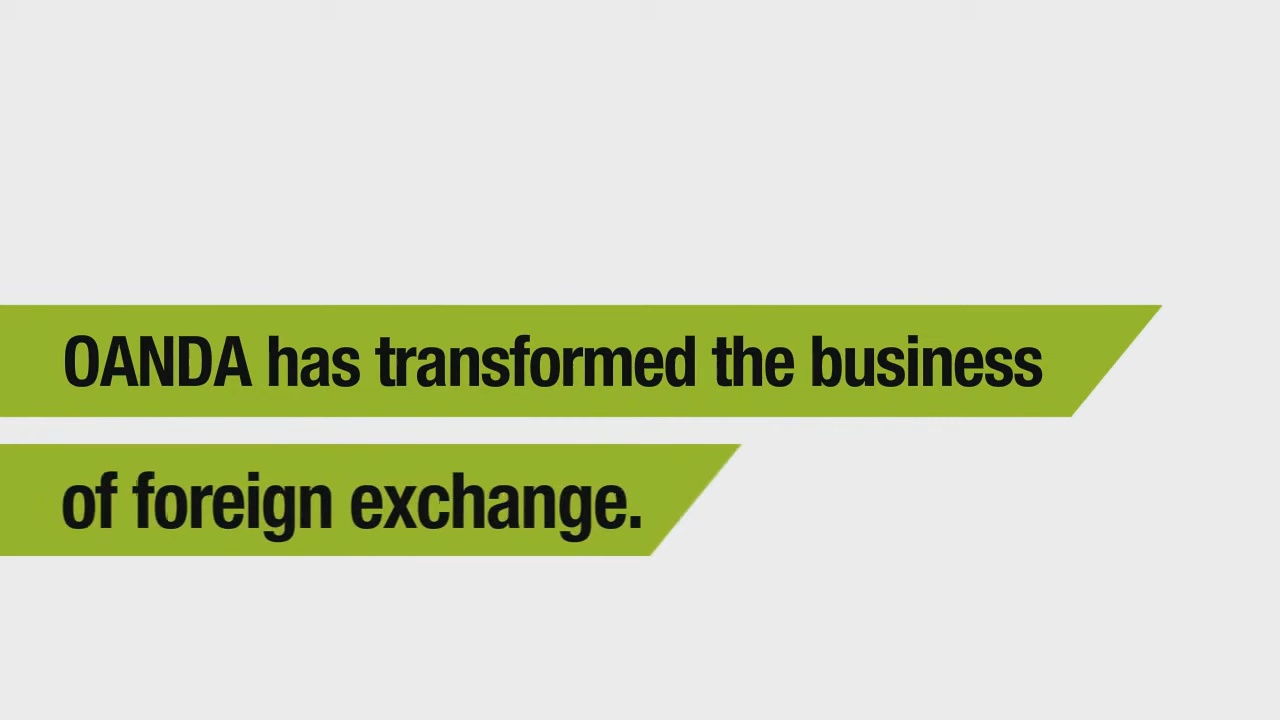 OANDA has transformed the business
of foreign exchange.